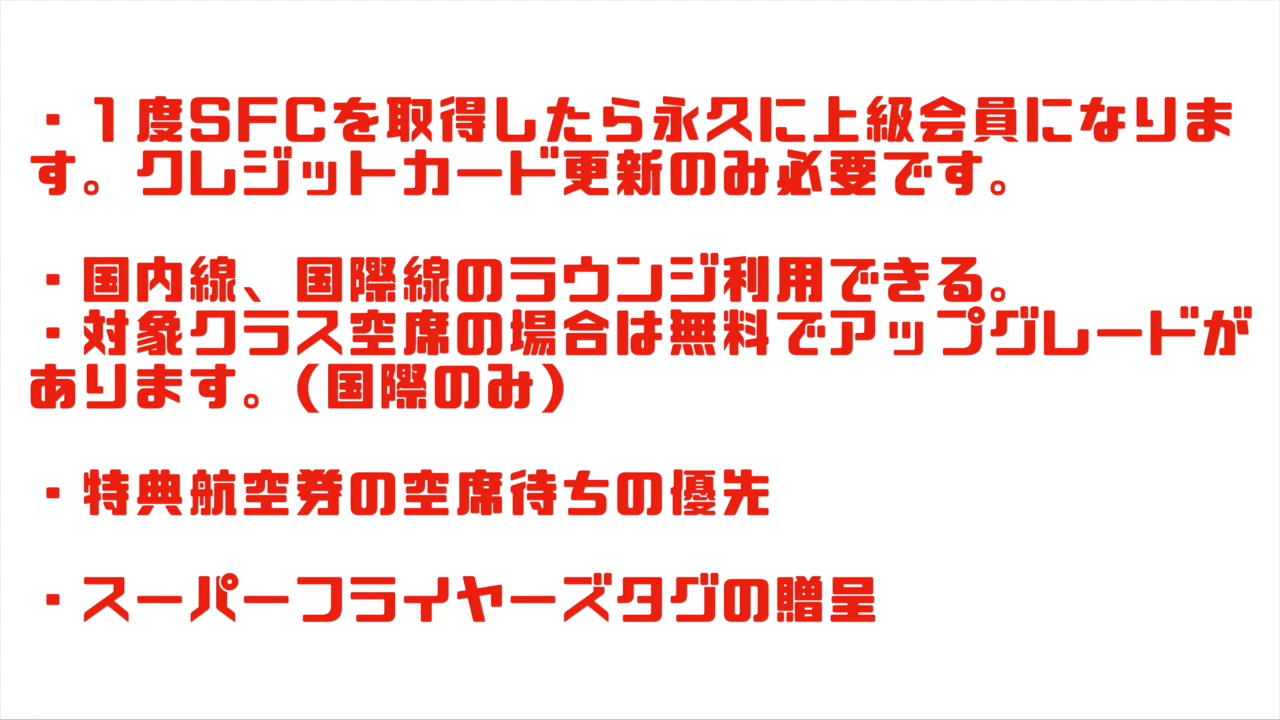 ・１度SFCを取得したら永久に上級会員になりま
す。クレジットカード更新のみ必要です。
・国内線、国際線のラウンジ利用できる。
・対象クラス空席の場合は無料でアップグレードが
あります。(国際のみ)
・特典航空券の空席待ちの優先
・スーパーフライヤーズタグの贈呈